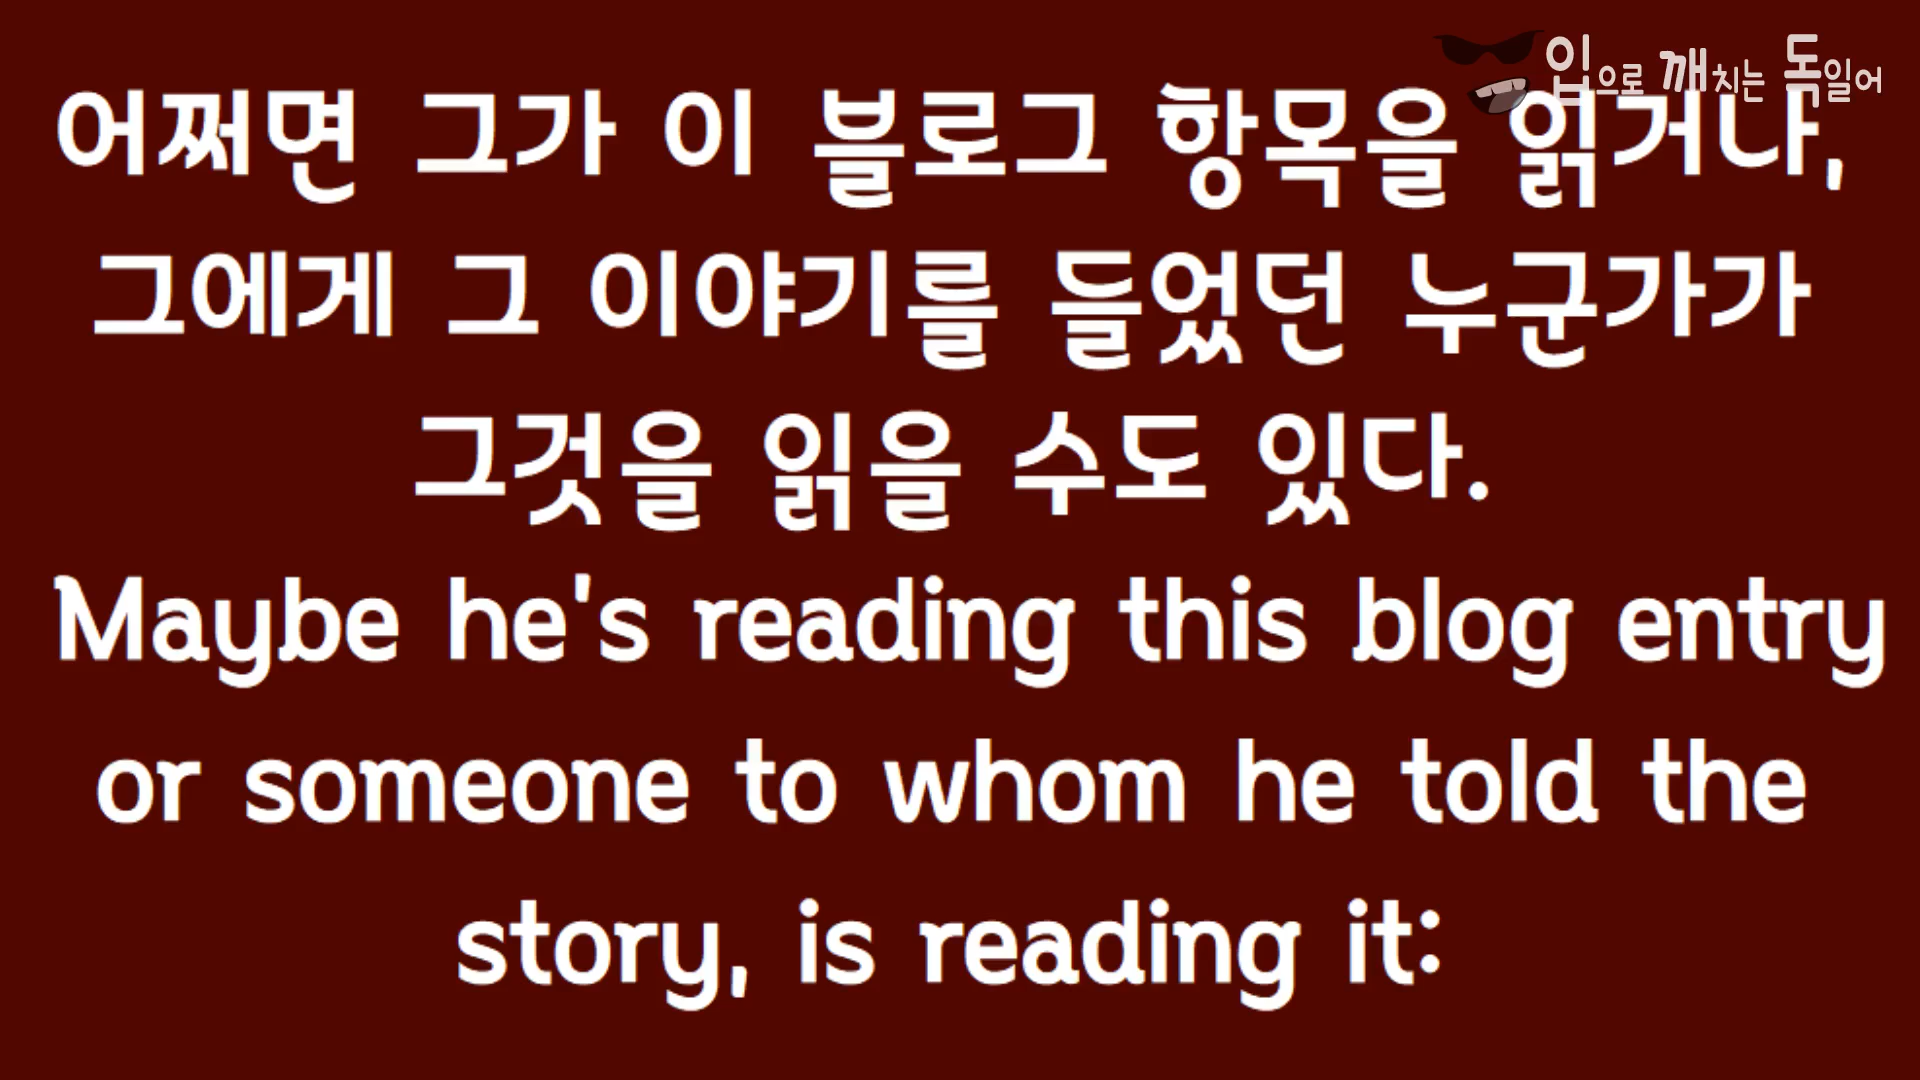 입으로 깨치는 독일어
어쩌면 그가 이 블로그 항목을 읽거나,
그에게 그 이야기를 들었던 누군가가
그것을 읽을 수도 있다.
Maybe he's reading this blog entry
or someone to whom he told the
story, is reading it: